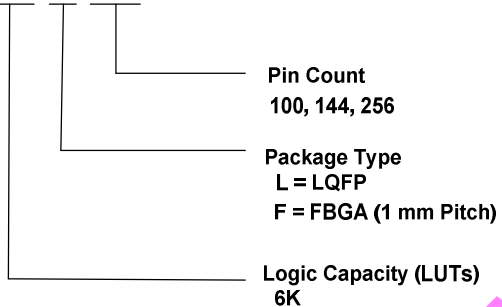 Pin Count
100, 144, 256
Package Type
L = LQFP
F = FBGA (1 mm Pitch)
Logic Capacity (LUTs)
6K